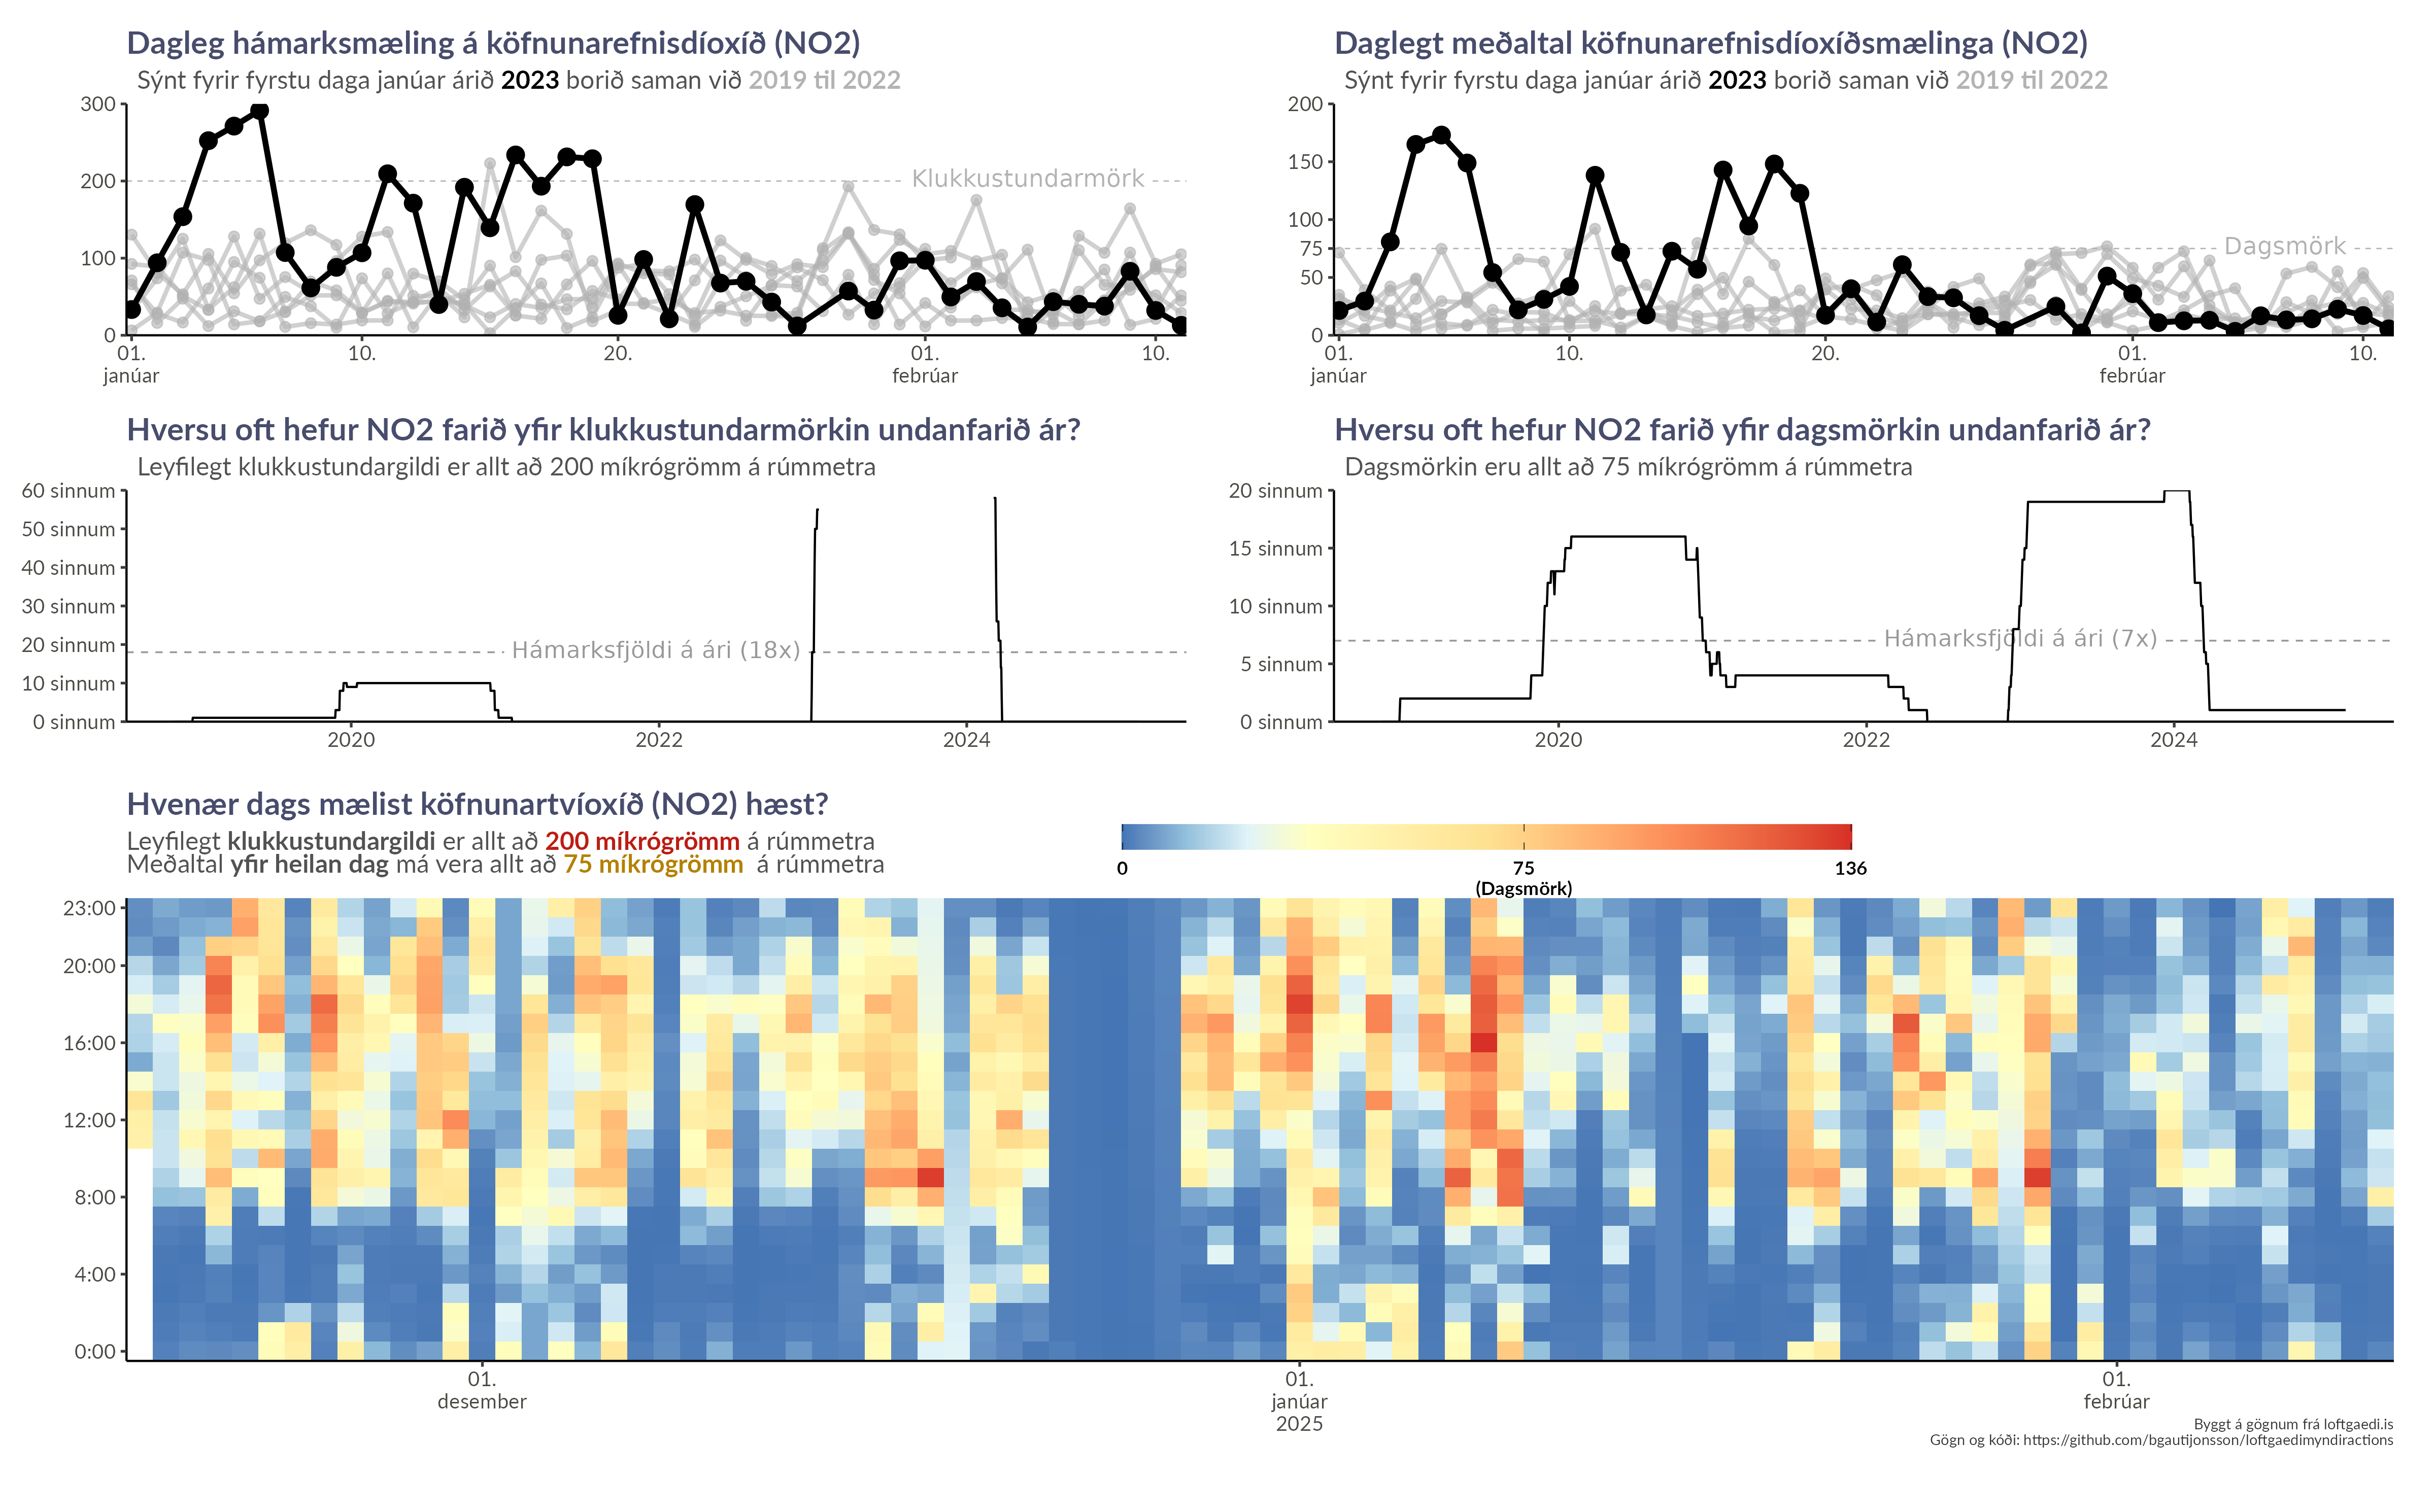 Dagleg hámarksmæling á köfnunarefnisdíoxíð (NO2)
Sýnt fyrir fyrstu daga janúar árið 2023 borið saman við 2019 til 2022
300
200
100
0
Klukkustundarmörk
01.
janúar
10.
20.
01.
febrúar
10.
Daglegt meðaltal köfnunarefnisdíoxíðsmælinga (NO2)
Sýnt fyrir fyrstu daga janúar árið 2023 borið saman við 2019 til 2022
200
150
100
75
50
0
Dagsmörk
01.
janúar
10.
20.
01.
febrúar
10.
Hversu oft hefur NO2 farið yfir klukkustundarmörkin undanfarið ár?
Leyfilegt klukkustundargildi er allt að 200 míkrógrömm á rúmmetra
60 sinnum
50 sinnum
40 sinnum
30 sinnum
20 sinnum
10 sinnum
0 sinnum
Hámarksfjöldi á ári (18x)
2020
2022
2024
Hversu oft hefur NO2 farið yfir dagsmörkin undanfarið ár?
Dagsmörkin eru allt að 75 míkrógrömm á rúmmetra
20 sinnum
15 sinnum
10 sinnum
5 sinnum
0 sinnum
Hámarksfjöldi á ári (7x)
2020
2022
2024
Hvenær dags mælist köfnunartvíoxíð (NO2) hæst?
Leyfilegt klukkustundargildi er allt að 200 míkrógrömm á rúmmetra
Meðaltal yfir heilan dag má vera allt að 75 míkrógrömm á rúmmetra
0
75
(Dagsmörk)
136
23:00
20:00
16:00
12:00
8:00
4:00
0:00
01.
desember
01.
janúar
2025
01.
febrúar
Byggt á gögnum frá loftgaedi.is
Gögn og kóði: https://github.com/bgautijonsson/loftgaedimyndiractions